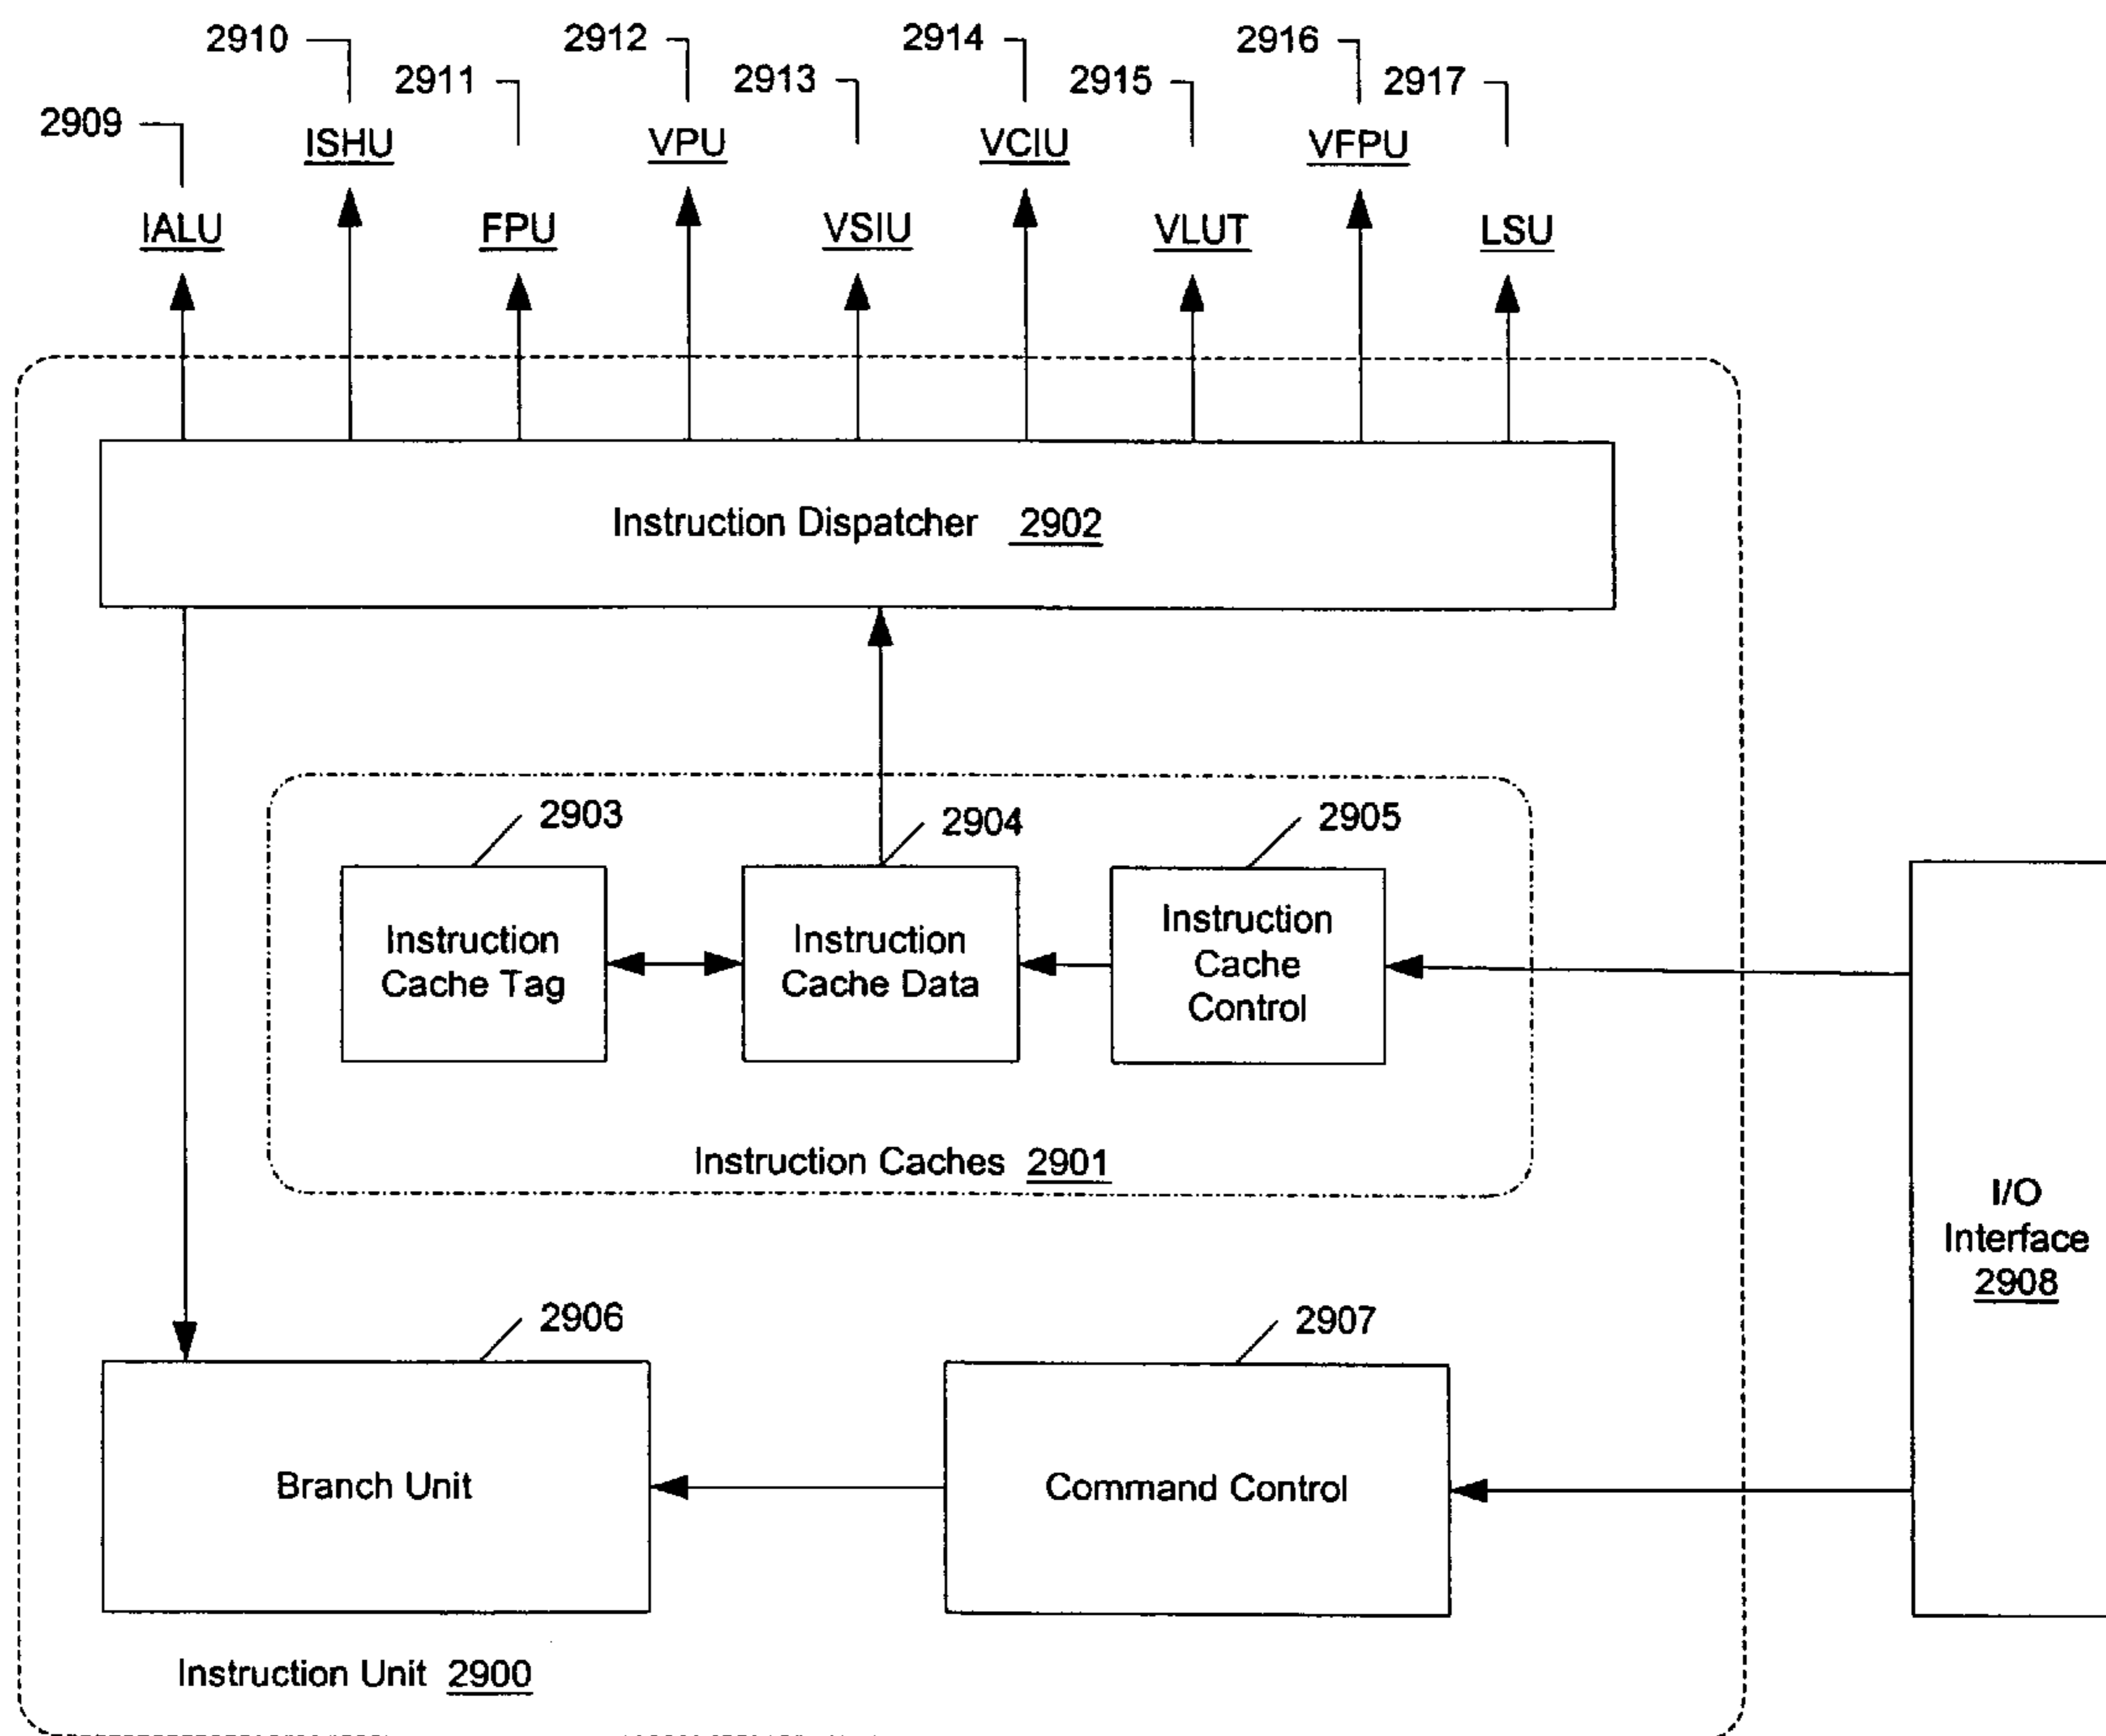 2910
2912
2914
2916
2911
2913
2915
2917
2909
ISHU
VPU
VCIU
VFPU
IALU
FPU
VSIU
VLUT
LSU
Instruction Dispatcher 2902
2903
2904
2905
Instruction
Cache Tag
Instruction
Cache Data
Instruction
Cache
Control
Instruction Caches 2901
I/O
Interface
2908
2906
2907
Branch Unit
Command Control
Instruction Unit 2900